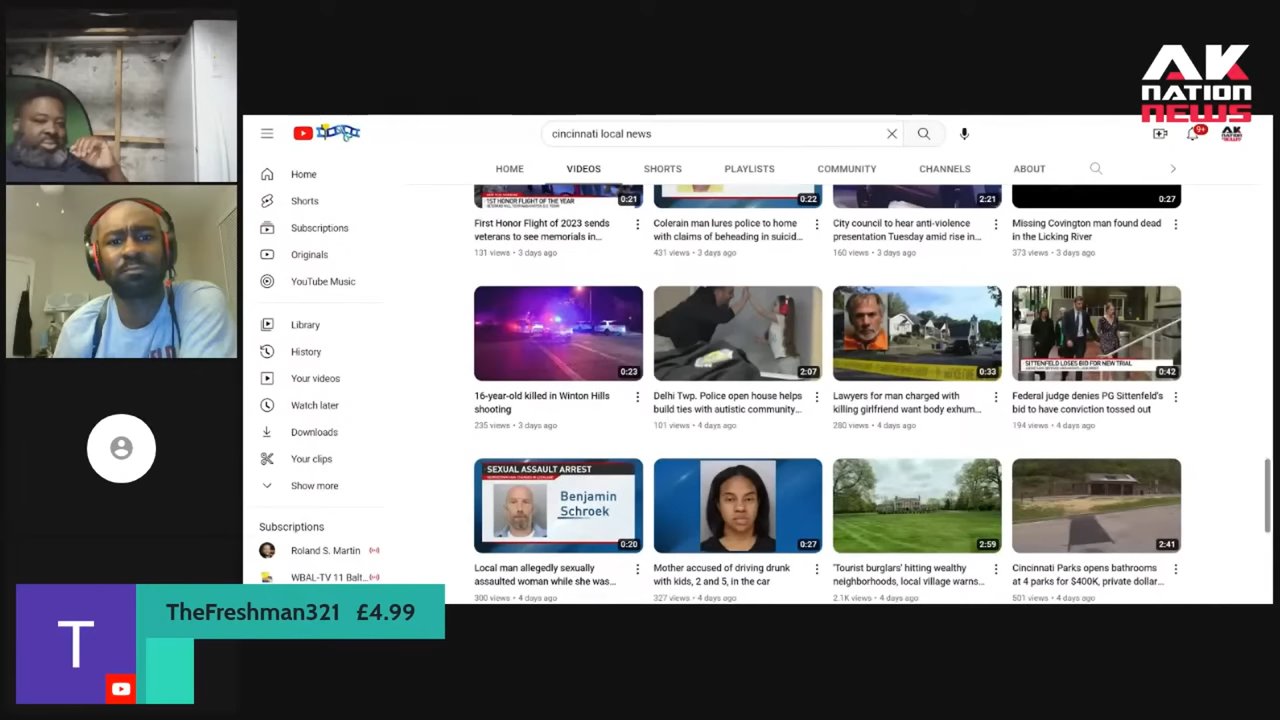 AK
NATION
NEWS
cincinnati local news
9+
HOME
VIDEOS
SHORTS
PLAYLISTS
COMMUNITY
CHANNELS
ABOUT
Home
Shorts
Subscriptions
Originals
YouTube Music
Library
History
Your videos
Watch later
Downloads
Your clips
Show more
Subscriptions
Roland S. Martin
WBAL-TV 11 Balt...
1ST HONOR FLIGHT OF THE YEAR
0:21
0:22
2:21
0:27
First Honor Flight of 2023 sends
veterans to see memorials in...
131 views • 3 days ago
Colerain man lures police to home
with claims of beheading in suicid...
431 views • 3 days ago
City council to hear anti-violence
presentation Tuesday amid rise in...
160 views • 3 days ago
Missing Covington man found dead
in the Licking River
373 views • 3 days ago
0:23
2:07
0:33
SITTENFELD LOSES BID FOR NEW TRIAL
0:42
16-year-old killed in Winton Hills
shooting
235 views • 3 days ago
Delhi Twp. Police open house helps
build ties with autistic community...
101 views • 4 days ago
Lawyers for man charged with
killing girlfriend want body exhum...
280 views • 4 days ago
Federal judge denies PG Sittenfeld's
bid to have conviction tossed out
194 views • 4 days ago
SEXUAL ASSAULT ARREST
Benjamin
Schroek
0:20
0:27
2:59
2:41
Local man allegedly sexually
assaulted woman while she was...
300 views • 4 days ago
Mother accused of driving drunk
with kids, 2 and 5, in the car
327 views • 4 days ago
'Tourist burglars' hitting wealthy
neighborhoods, local village warns...
2.1K views • 4 days ago
Cincinnati Parks opens bathrooms
at 4 parks for $400K, private dollar...
501 views • 4 days ago
T
TheFreshman321 £4.99